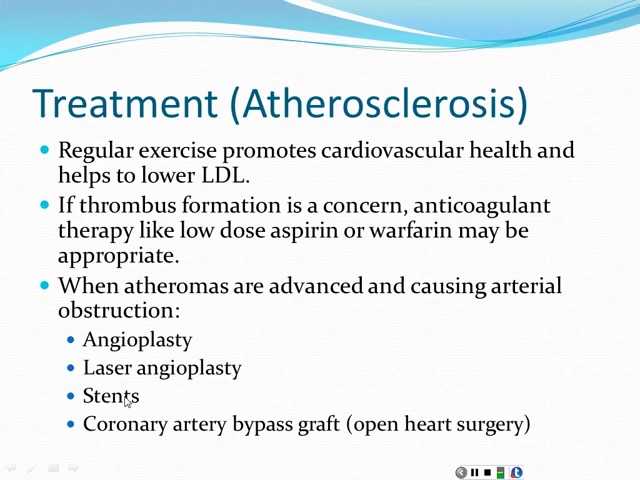 Treatment (Atherosclerosis)
Regular exercise promotes cardiovascular health and
helps to lower LDL.
If thrombus formation is a concern, anticoagulant
therapy like low dose aspirin or warfarin may be
appropriate.
When atheromas are advanced and causing arterial
obstruction:
Angioplasty
Laser angioplasty
Stents
Coronary artery bypass graft (open heart surgery)